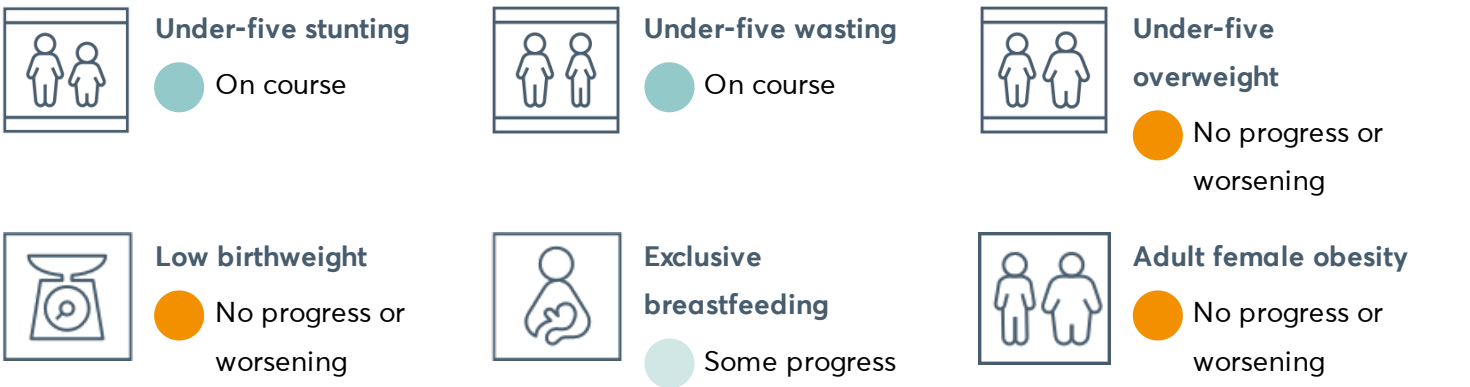 Under-five stunting
On course
Under-five wasting
On course
Under-five
overweight
No progress or
worsening
Low birthweight
No progress or
worsening
Exclusive
breastfeeding
Some progress
Adult female obesity
No progress or
worsening